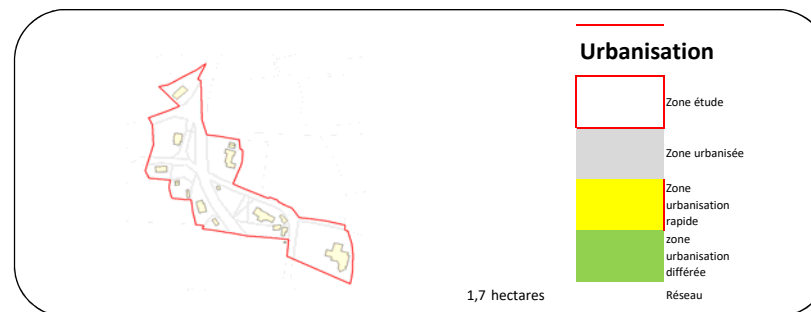 Urbanisation
Zone étude
Zone urbanisée
Zone
urbanisation
rapide
zone
urbanisation
différée
1,7 hectares
Réseau